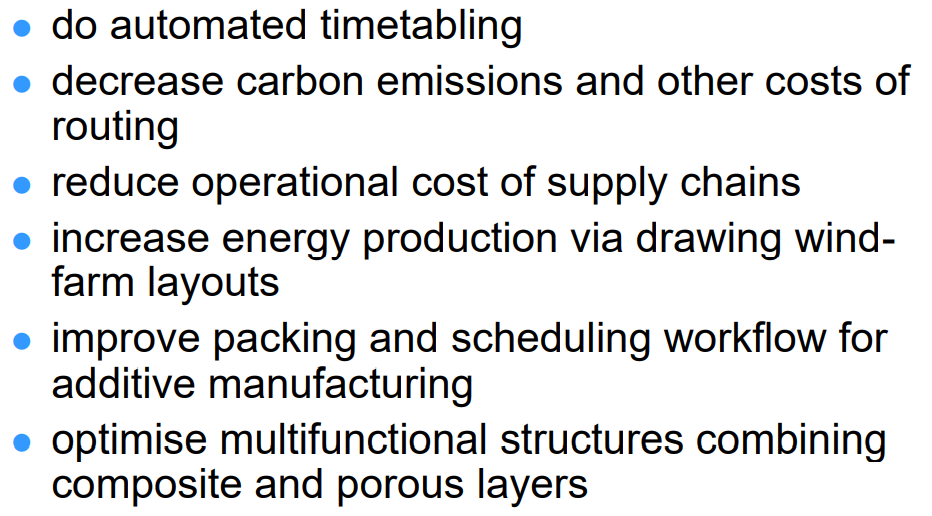 ● do automated timetabling
● decrease carbon emissions and other costs of
routing
● reduce operational cost of supply chains
● increase energy production via drawing wind-
farm layouts
● improve packing and scheduling workflow for
additive manufacturing
● optimise multifunctional structures combining
composite and porous layers